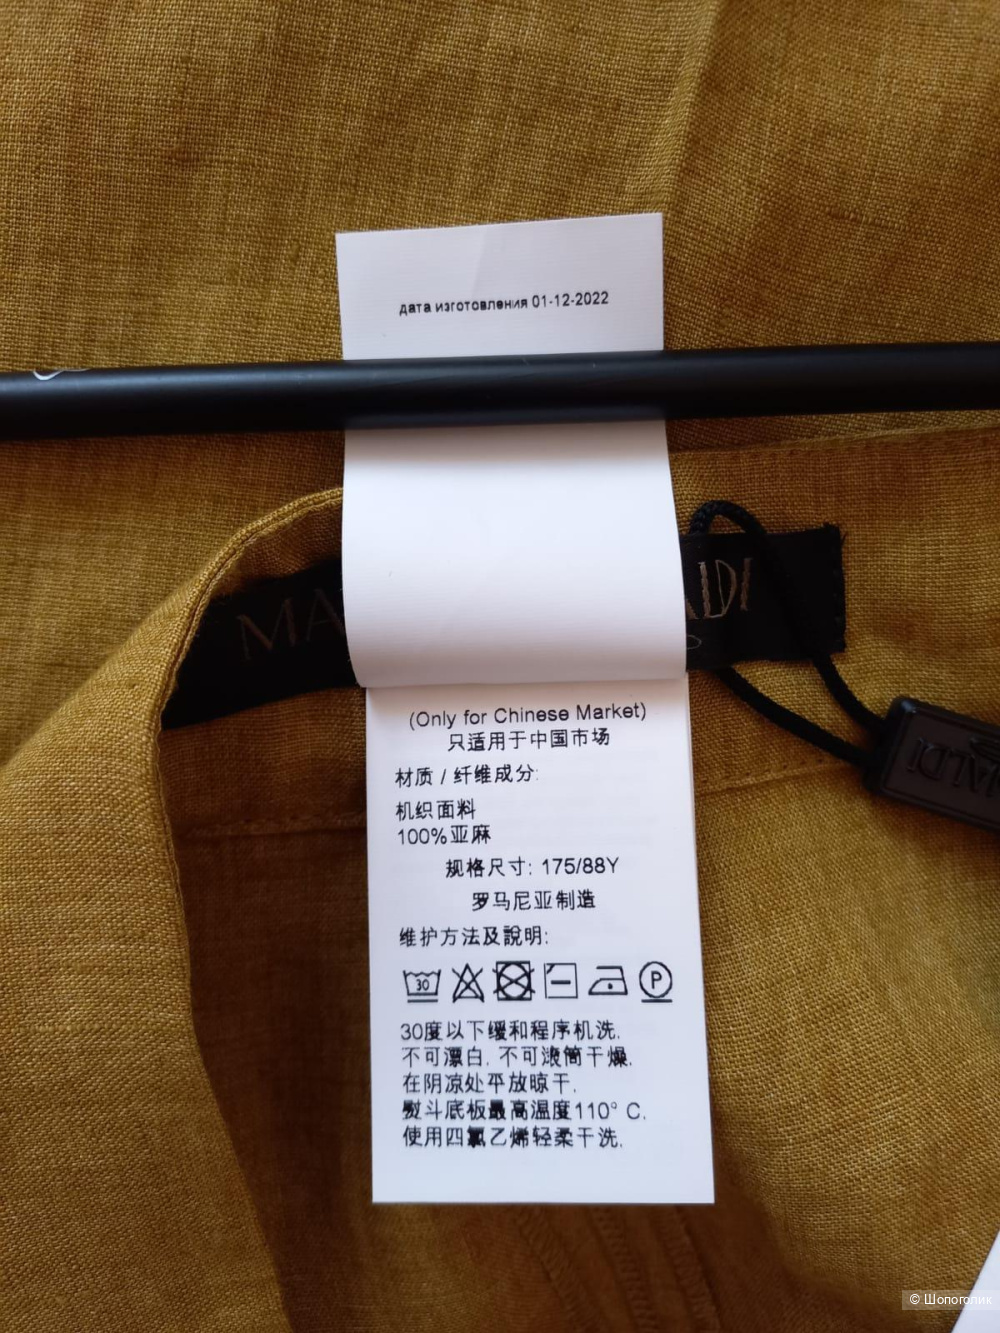 дата изготовления 01-12-2022
(Only for Chinese Market)
只适用于中国市场
材质 / 纤维成分:
机织面料
100%亚麻
规格尺寸: 175/88Y
罗马尼亚制造
维护方法及說明:
30
P
30度以下缓和程序机洗.
不可漂白. 不可滚筒干燥.
在阴凉处平放晾干.
熨斗底板最高温度110° C.
使用四氯乙烯轻柔干洗.
© Шопоголик